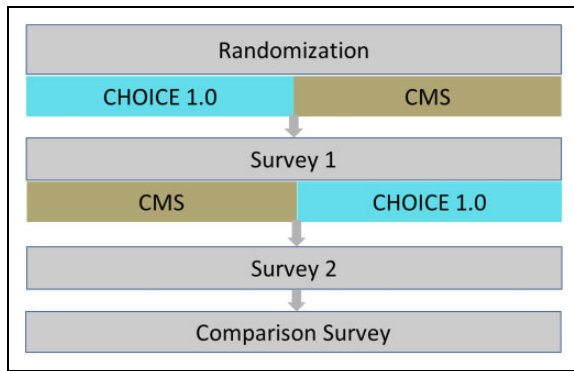 Randomization
CHOICE 1.0 CMS
Survey 1
CMS CHOICE 1.0
Survey 2
Comparison Survey